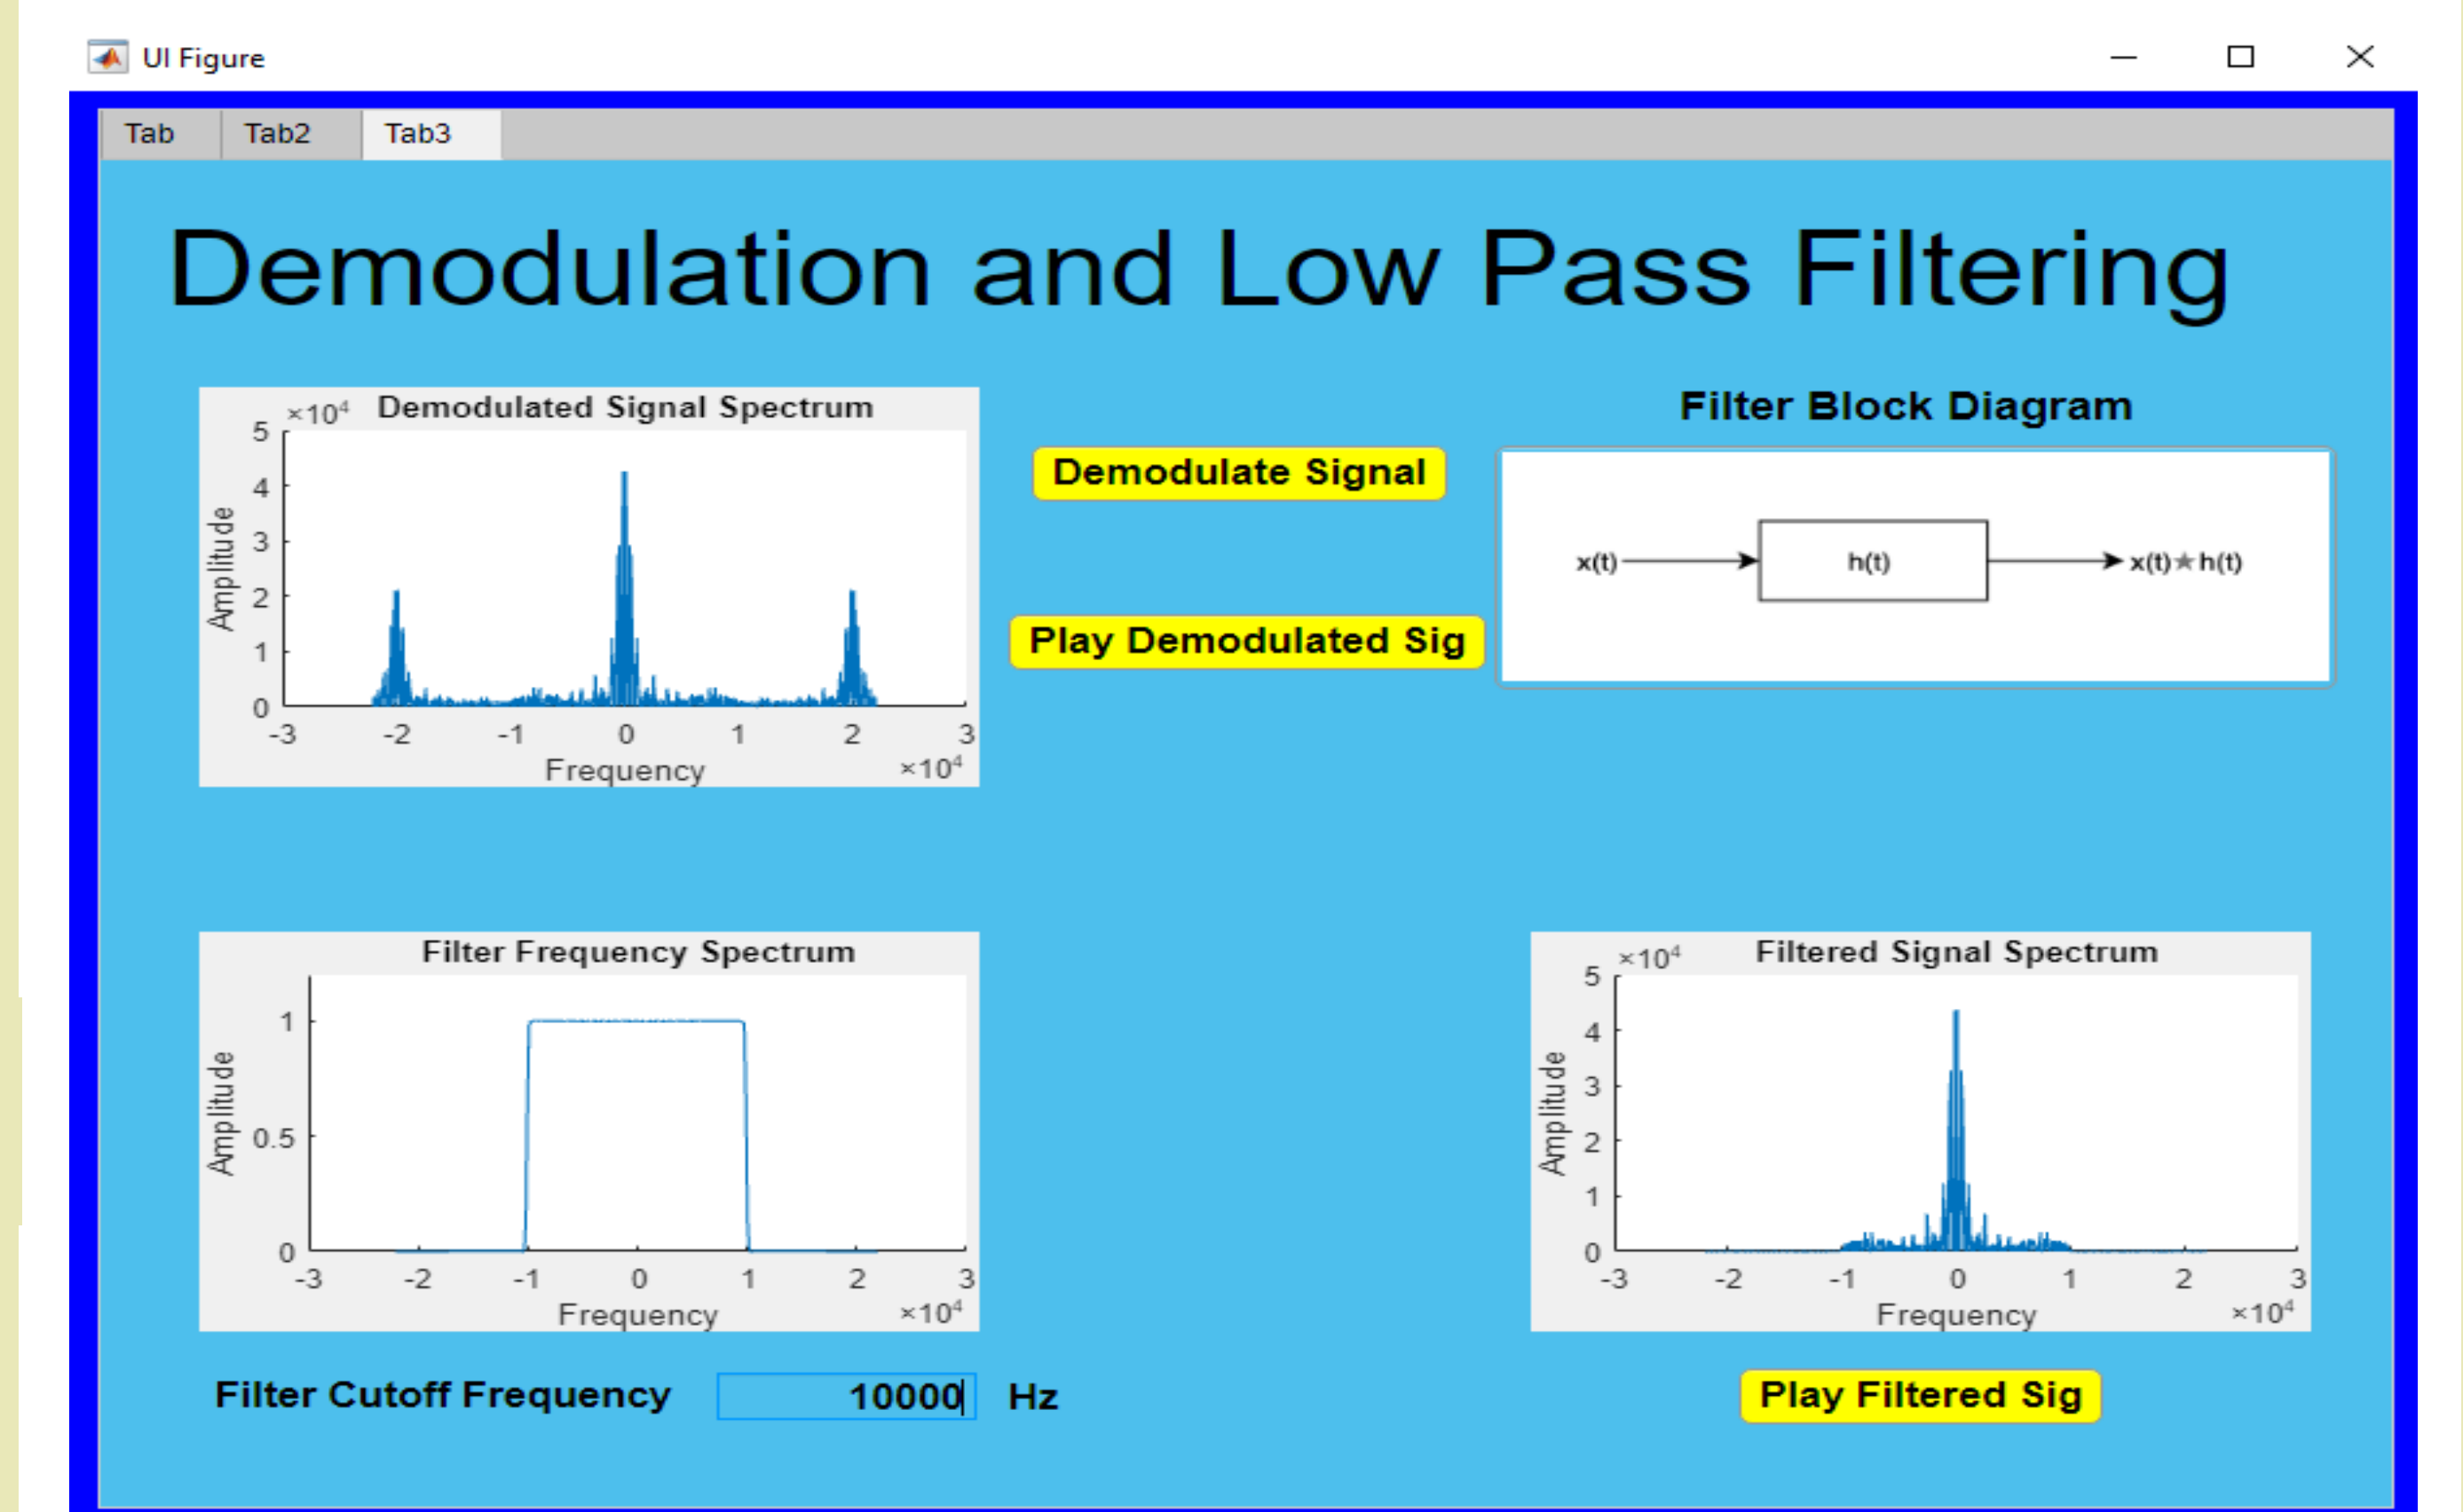 UI Figure
Tab Tab2 Tab3
Demodulation and Low Pass Filtering
×10⁴ Demodulated Signal Spectrum
Amplitude
5
4
3
2
1
0
-3 -2 -1 0 1 2 3
Frequency ×10⁴
Demodulate Signal
Play Demodulated Sig
Filter Block Diagram
x(t) h(t) x(t)★h(t)
Filter Frequency Spectrum
Amplitude
1
0.5
0
-3 -2 -1 0 1 2 3
Frequency ×10⁴
Filter Cutoff Frequency 10000 Hz
×10⁴ Filtered Signal Spectrum
Amplitude
5
4
3
2
1
0
-3 -2 -1 0 1 2 3
Frequency ×10⁴
Play Filtered Sig